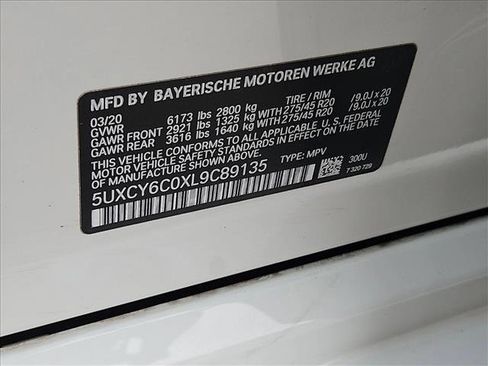 MFD BY BAYERISCHE MOTOREN WERKE AG
03/20 TIRE / RIM
GVWR 6173 lbs 2800 kg
GAWR FRONT 2921 lbs 1325 kg WITH 275/45 R20 /9.0J x 20
GAWR REAR 3616 lbs 1640 kg WITH 275/45 R20 /9.0J x 20
THIS VEHICLE CONFORMS TO ALL APPLICABLE U.S. FEDERAL
MOTOR VEHICLE SAFETY STANDARDS IN EFFECT ON THE DATE
OF MANUFACTURE SHOWN ABOVE.
5UXCY6C0XL9C89135 TYPE: MPV 300U
7 320 729